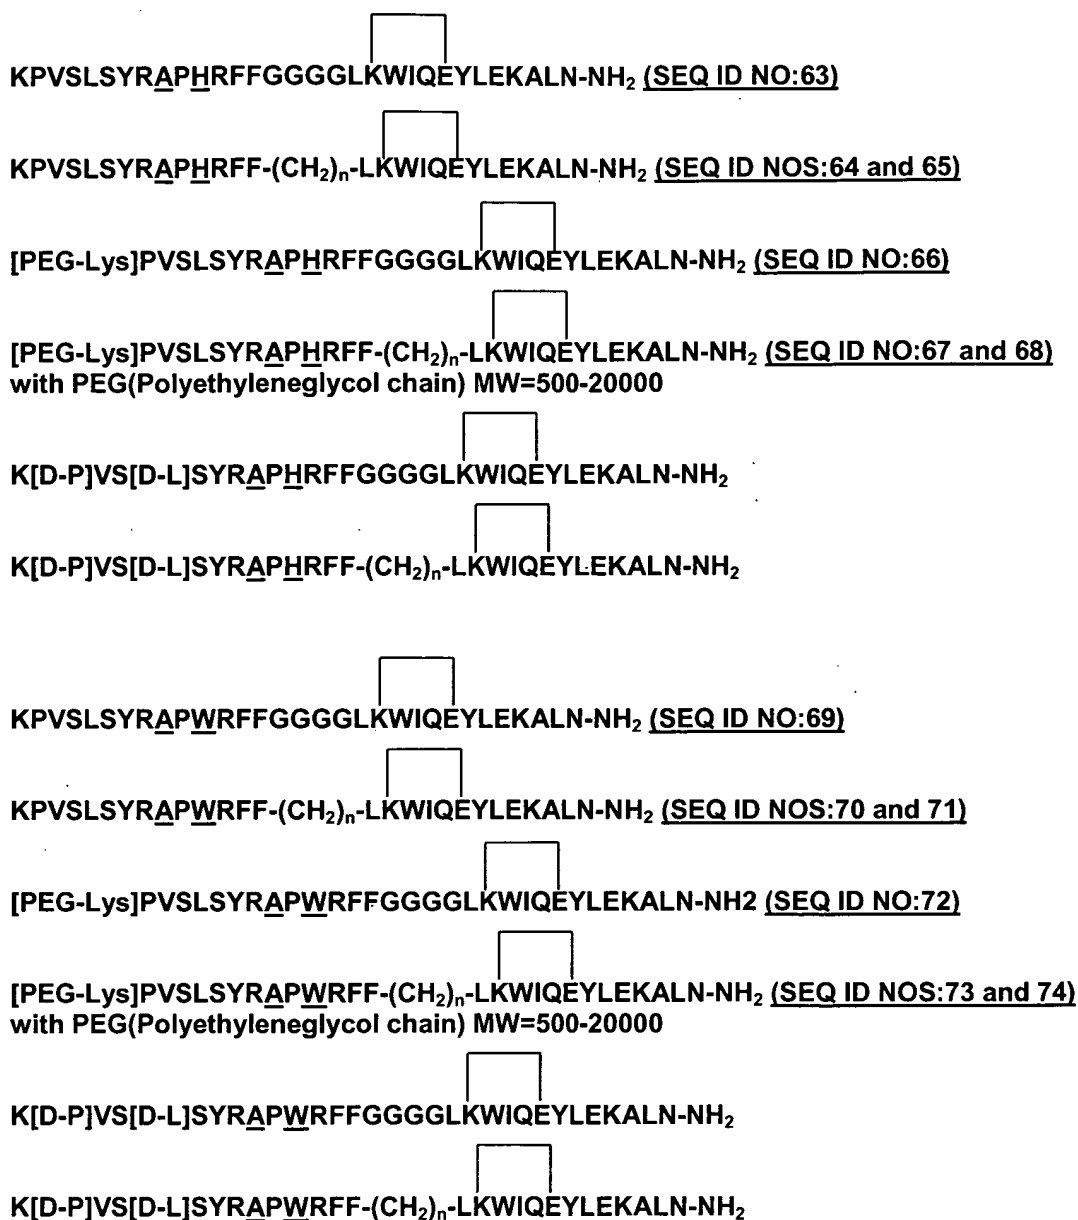 KPVSLSYRAPHRFFGGGGLKWIQEYLEKALN-NH₂ (SEQ ID NO:63)
KPVSLSYRAPHRFF-(CH₂)ₙ-LKWIQEYLEKALN-NH₂ (SEQ ID NOS:64 and 65)
[PEG-Lys]PVSLSYRAPHRFFGGGGLKWIQEYLEKALN-NH₂ (SEQ ID NO:66)
[PEG-Lys]PVSLSYRAPHRFF-(CH₂)ₙ-LKWIQEYLEKALN-NH₂ (SEQ ID NO:67 and 68)
with PEG(Polyethyleneglycol chain) MW=500-20000
K[D-P]VS[D-L]SYRAPHRFFGGGGLKWIQEYLEKALN-NH₂
K[D-P]VS[D-L]SYRAPHRFF-(CH₂)ₙ-LKWIQEYLEKALN-NH₂
KPVSLSYRAPWRFFGGGGLKWIQEYLEKALN-NH₂ (SEQ ID NO:69)
KPVSLSYRAPWRFF-(CH₂)ₙ-LKWIQEYLEKALN-NH₂ (SEQ ID NOS:70 and 71)
[PEG-Lys]PVSLSYRAPWRFFGGGGLKWIQEYLEKALN-NH2 (SEQ ID NO:72)
[PEG-Lys]PVSLSYRAPWRFF-(CH₂)ₙ-LKWIQEYLEKALN-NH₂ (SEQ ID NOS:73 and 74)
with PEG(Polyethyleneglycol chain) MW=500-20000
K[D-P]VS[D-L]SYRAPWRFFGGGGLKWIQEYLEKALN-NH₂
K[D-P]VS[D-L]SYRAPWRFF-(CH₂)ₙ-LKWIQEYLEKALN-NH₂